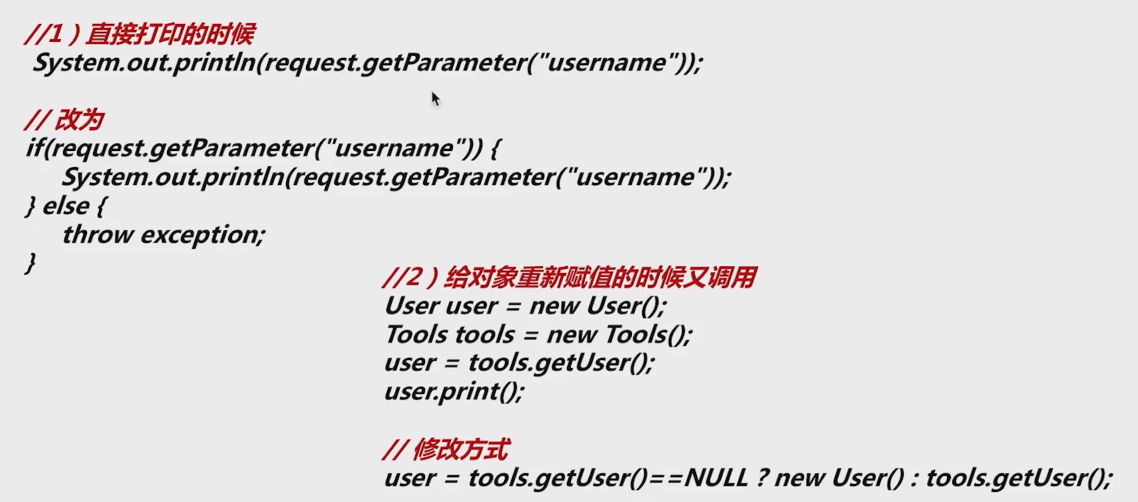 //1）直接打印的时候
System.out.println(request.getParameter("username"));
// 改为
if(request.getParameter("username")) {
System.out.println(request.getParameter("username"));
} else {
throw exception;
}
//2）给对象重新赋值的时候又调用
User user = new User();
Tools tools = new Tools();
user = tools.getUser();
user.print();
// 修改方式
user = tools.getUser()==NULL ? new User() : tools.getUser();